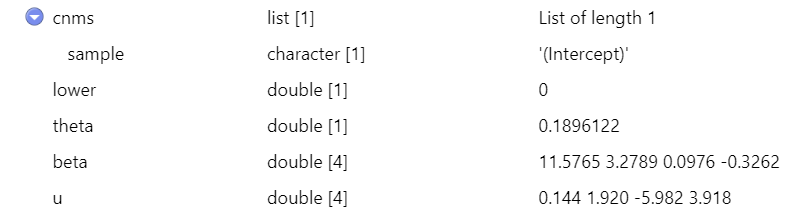 cnms list [1] List of length 1
sample character [1] '(Intercept)'
lower double [1] 0
theta double [1] 0.1896122
beta double [4] 11.5765 3.2789 0.0976 -0.3262
u double [4] 0.144 1.920 -5.982 3.918